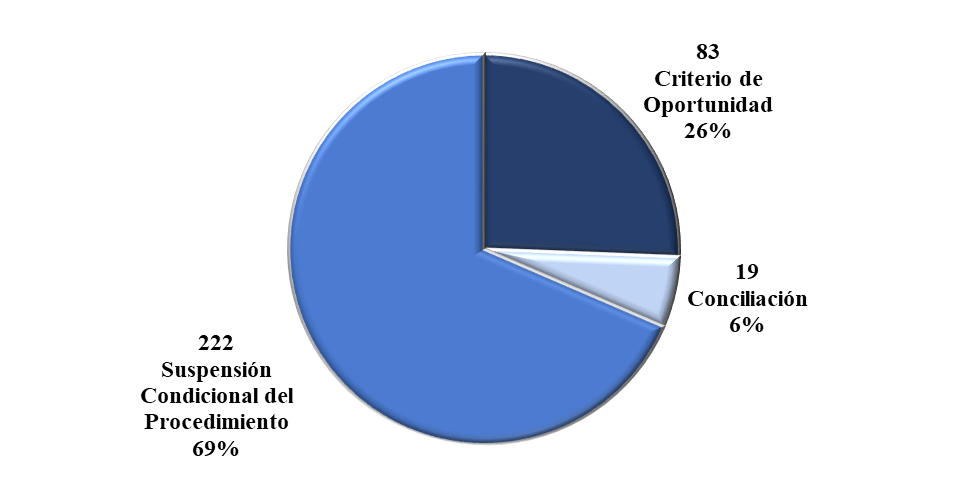 83
Criterio de
Oportunidad
26%
19
Conciliación
6%
222
Suspensión
Condicional del
Procedimiento
69%